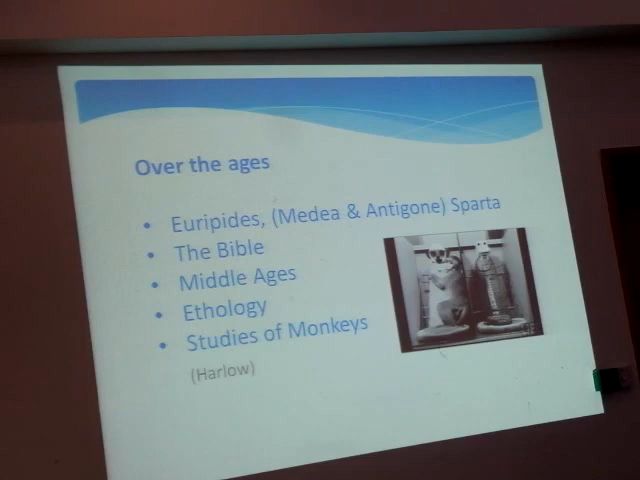 Over the ages
• Euripides, (Medea & Antigone) Sparta
• The Bible
• Middle Ages
• Ethology
• Studies of Monkeys
(Harlow)